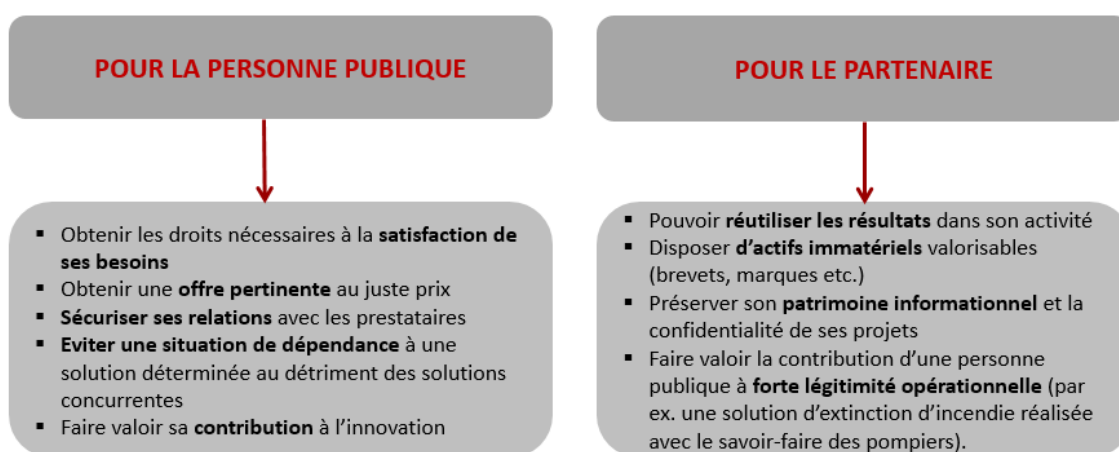 POUR LA PERSONNE PUBLIQUE
▪ Obtenir les droits nécessaires à la satisfaction de
ses besoins
▪ Obtenir une offre pertinente au juste prix
▪ Sécuriser ses relations avec les prestataires
▪ Eviter une situation de dépendance à une
solution déterminée au détriment des solutions
concurrentes
▪ Faire valoir sa contribution à l’innovation
POUR LE PARTENAIRE
▪ Pouvoir réutiliser les résultats dans son activité
▪ Disposer d’actifs immatériels valorisables
(brevets, marques etc.)
▪ Préserver son patrimoine informationnel et la
confidentialité de ses projets
▪ Faire valoir la contribution d’une personne
publique à forte légitimité opérationnelle (par
ex. une solution d’extinction d’incendie réalisée
avec le savoir-faire des pompiers).